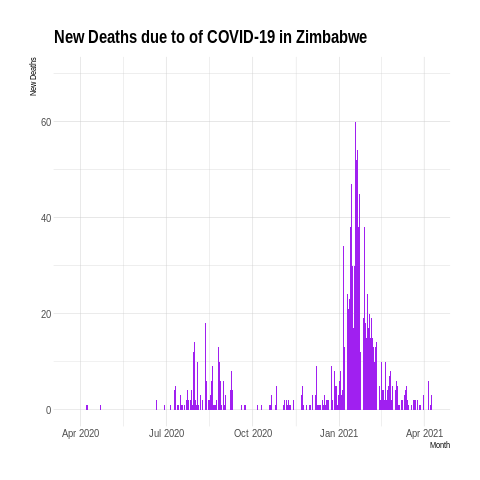 New Deaths due to of COVID-19 in Zimbabwe
New Deaths
60
40
20
0
Apr 2020 Jul 2020 Oct 2020 Jan 2021 Apr 2021
Month